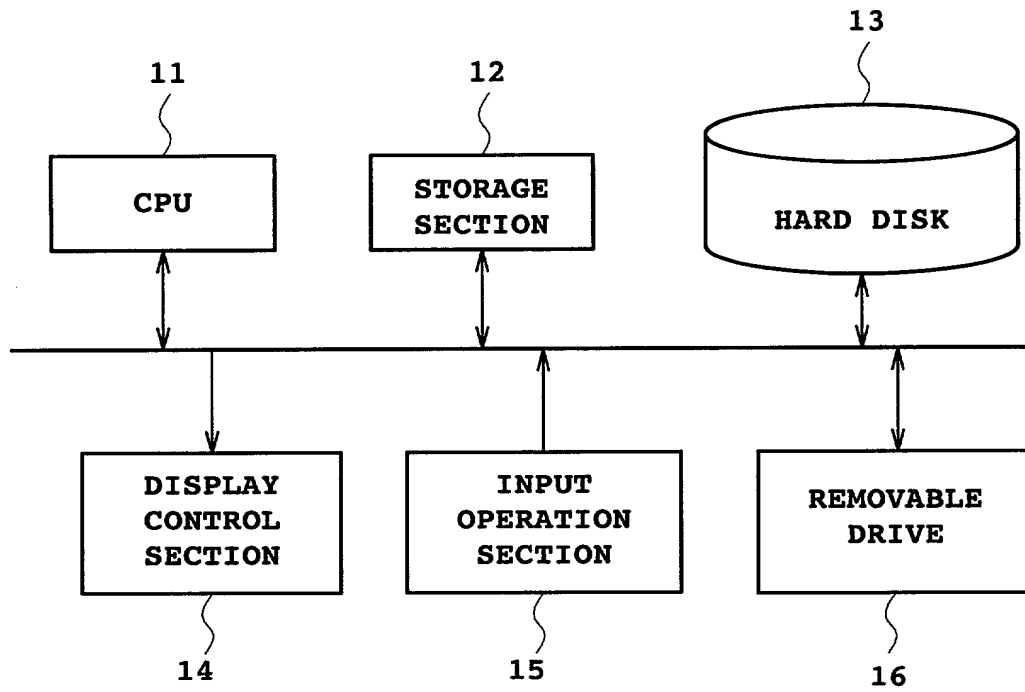 13
11
12
CPU
STORAGE
SECTION
HARD DISK
DISPLAY
CONTROL
SECTION
INPUT
OPERATION
SECTION
REMOVABLE
DRIVE
14
15
16